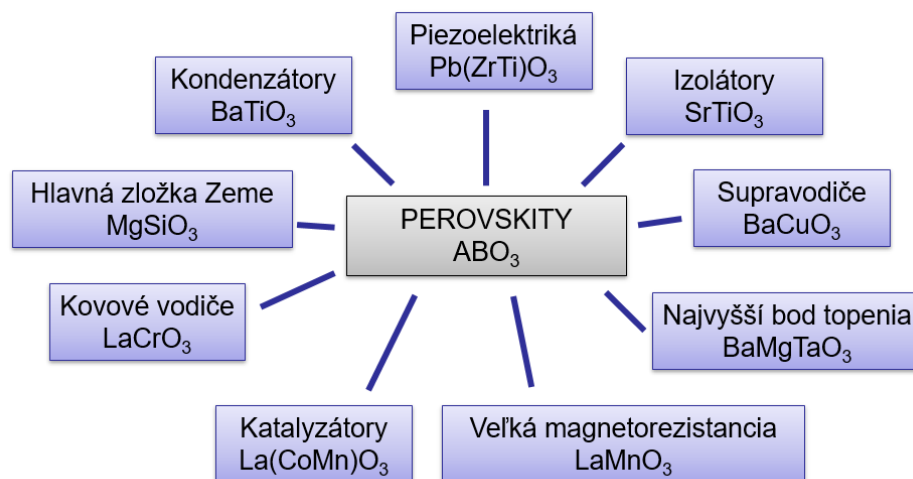 Piezoelektriká
Pb(ZrTi)O₃
Kondenzátory
BaTiO₃
Izolátory
SrTiO₃
Hlavná zložka Zeme
MgSiO₃
PEROVSKITY
ABO₃
Supravodiče
BaCuO₃
Kovové vodiče
LaCrO₃
Najvyšší bod topenia
BaMgTaO₃
Katalyzátory
La(CoMn)O₃
Veľká magnetorezistancia
LaMnO₃